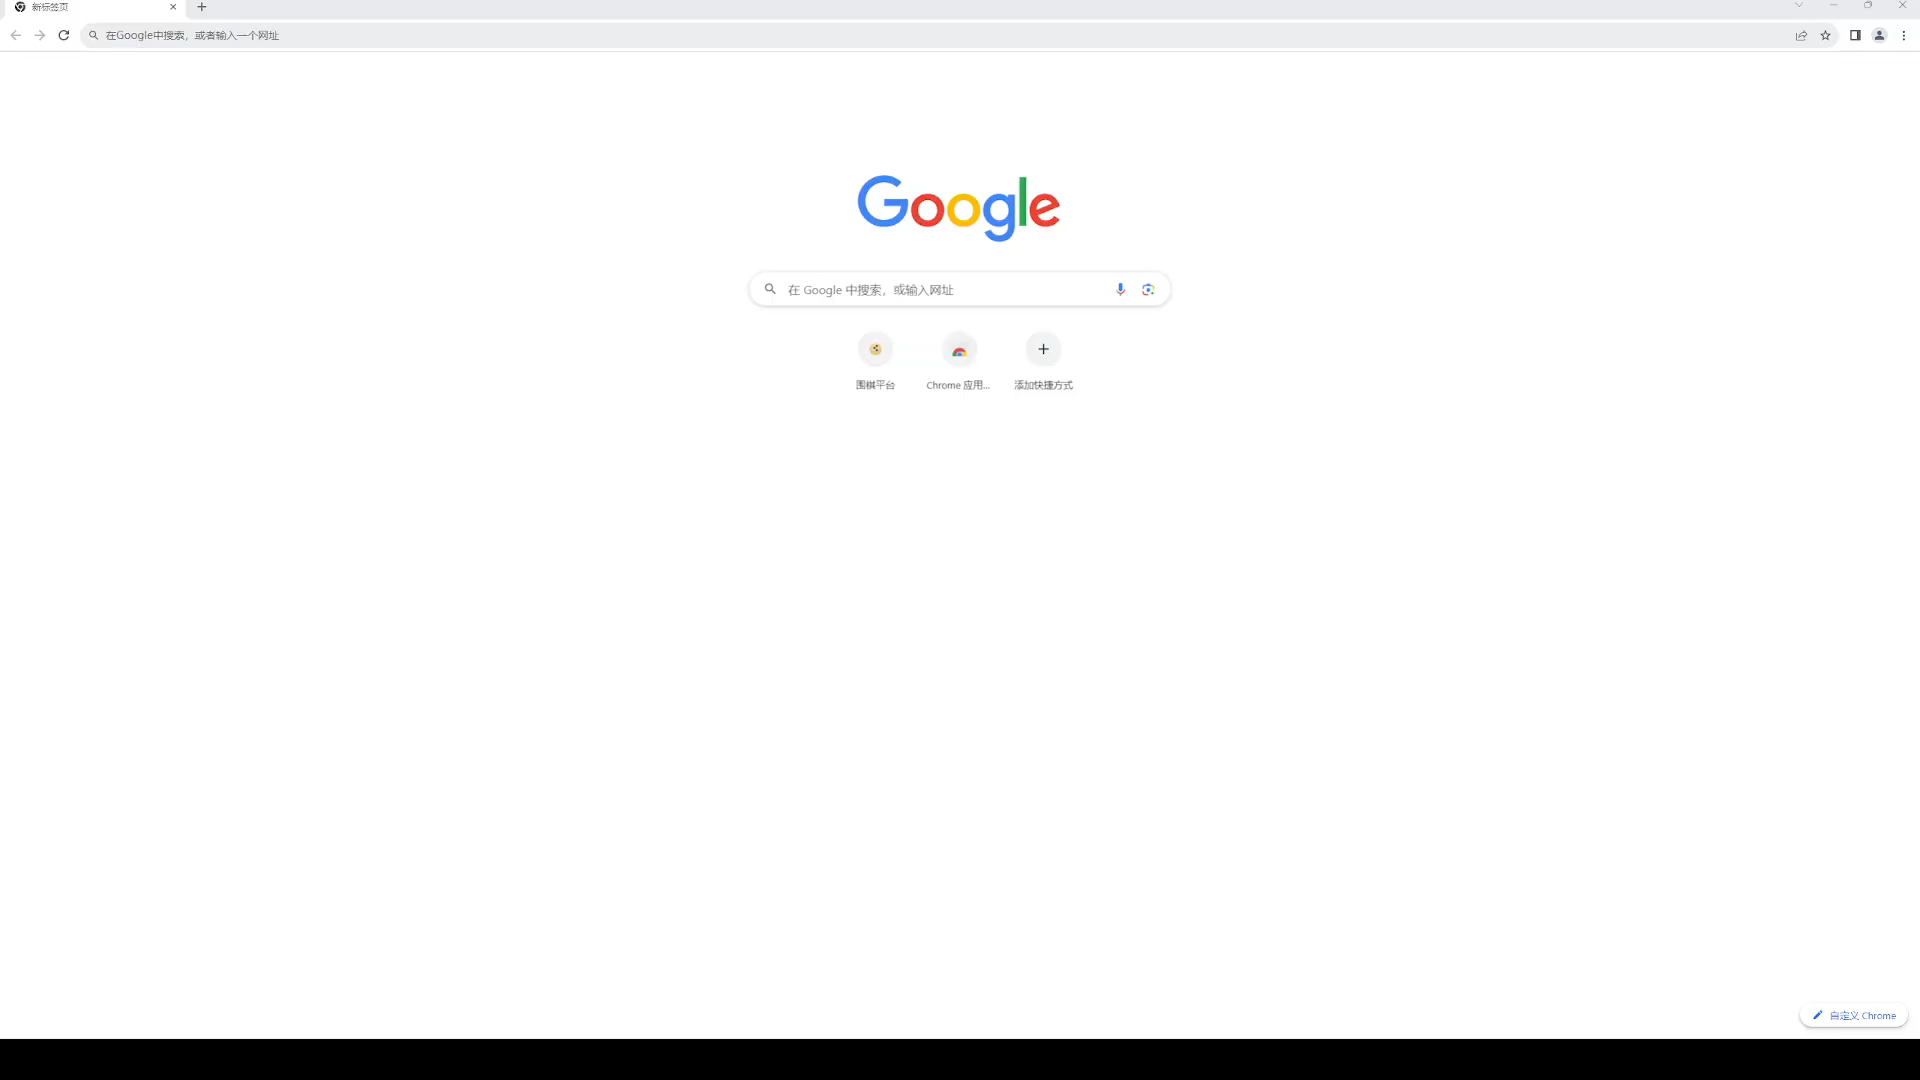 新标签页
在Google中搜索，或者输入一个网址
Google
在 Google 中搜索，或输入网址
围棋平台
Chrome 应用...
添加快捷方式
自定义 Chrome